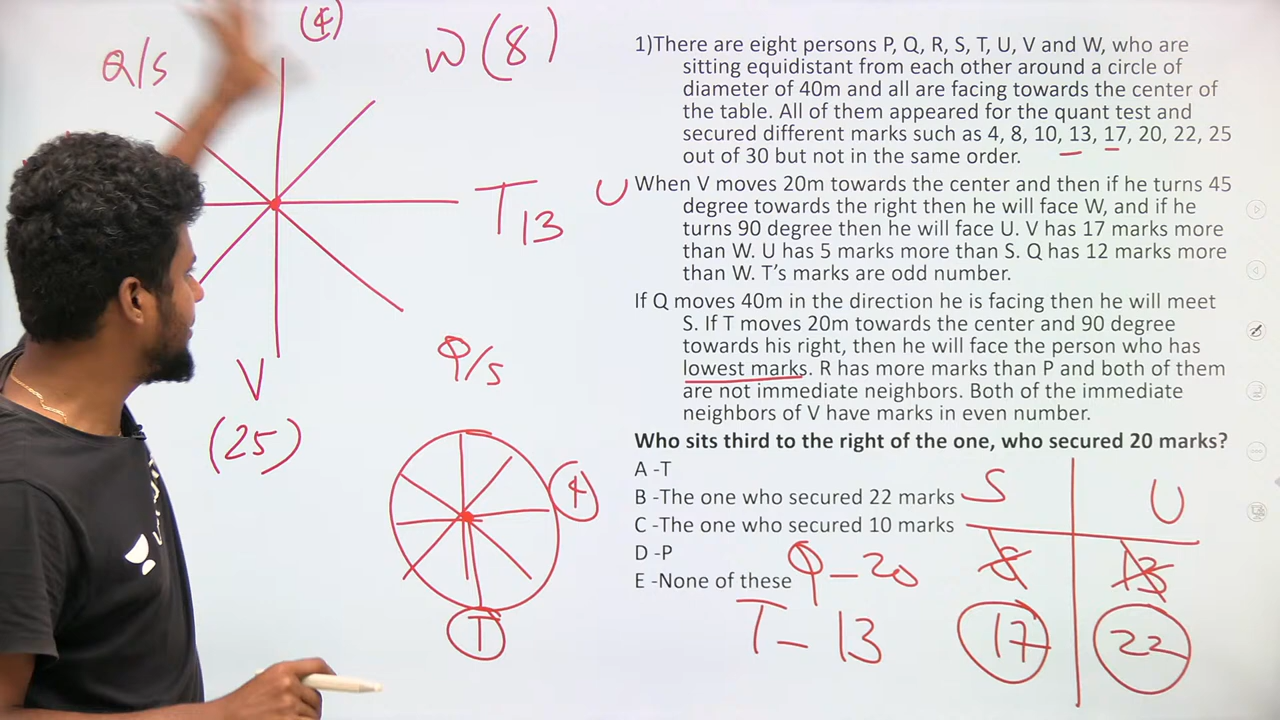 (4)
Q/S
W (8)
T 13
U
V
(25)
Q/S
4
T
1)There are eight persons P, Q, R, S, T, U, V and W, who are
sitting equidistant from each other around a circle of
diameter of 40m and all are facing towards the center of
the table. All of them appeared for the quant test and
secured different marks such as 4, 8, 10, 13, 17, 20, 22, 25
out of 30 but not in the same order.
When V moves 20m towards the center and then if he turns 45
degree towards the right then he will face W, and if he
turns 90 degree then he will face U. V has 17 marks more
than W. U has 5 marks more than S. Q has 12 marks more
than W. T's marks are odd number.
If Q moves 40m in the direction he is facing then he will meet
S. If T moves 20m towards the center and 90 degree
towards his right, then he will face the person who has
lowest marks. R has more marks than P and both of them
are not immediate neighbors. Both of the immediate
neighbors of V have marks in even number.
Who sits third to the right of the one, who secured 20 marks?
A -T
B -The one who secured 22 marks
C -The one who secured 10 marks
D -P
E -None of these
Q - 20
T - 13
S U
8 13
17 22